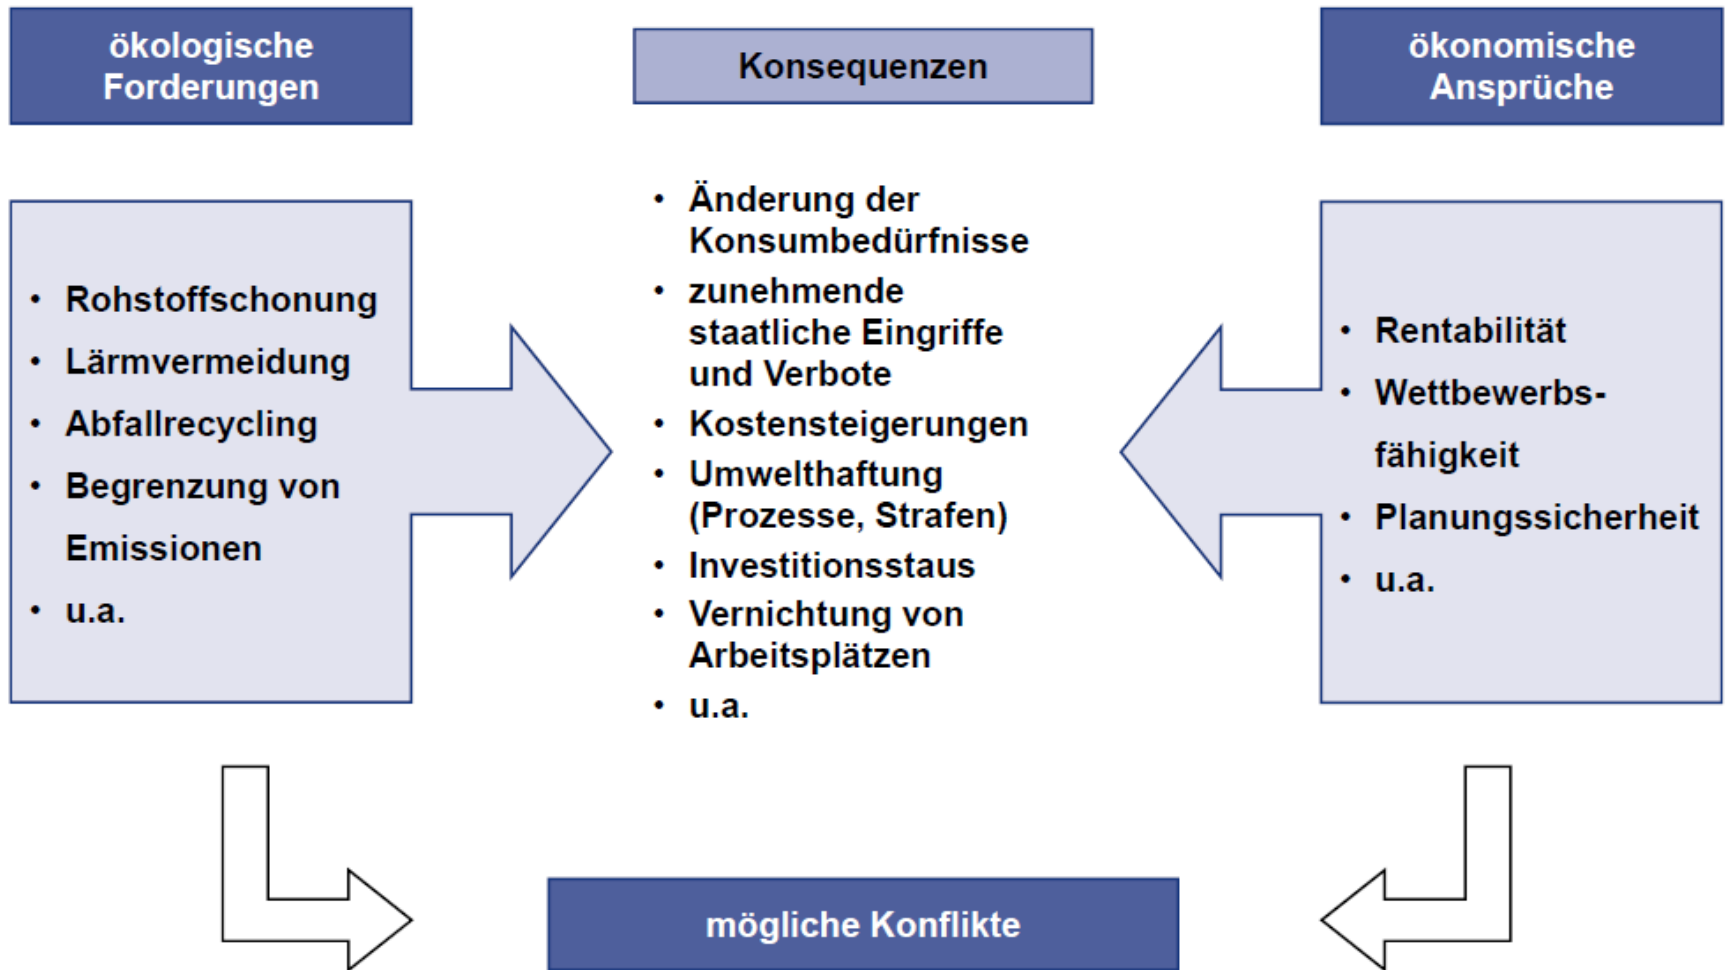 ökologische
Forderungen
Konsequenzen
ökonomische
Ansprüche
• Rohstoffschonung
• Lärmvermeidung
• Abfallrecycling
• Begrenzung von
Emissionen
• u.a.
• Änderung der
Konsumbedürfnisse
• zunehmende
staatliche Eingriffe
und Verbote
• Kostensteigerungen
• Umwelthaftung
(Prozesse, Strafen)
• Investitionsstaus
• Vernichtung von
Arbeitsplätzen
• u.a.
• Rentabilität
• Wettbewerbs-
fähigkeit
• Planungssicherheit
• u.a.
mögliche Konflikte